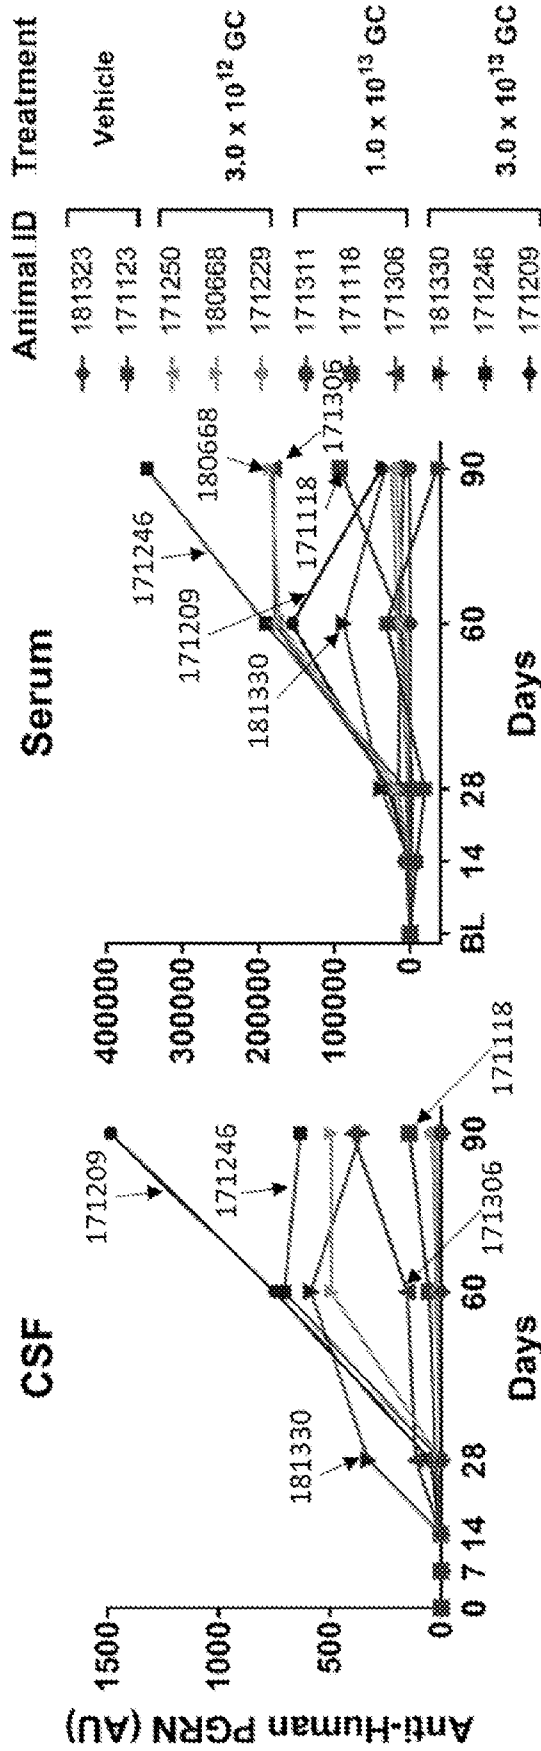 CSF
Anti-Human PGRN (AU)
1500
1000
500
0
0 7 14 28 60 90
Days
181330
171209
171246
171306
171118
Serum
400000
300000
200000
100000
0
BL 14 28 60 90
Days
181330
171209
171246
171118
180668
171306
Animal ID Treatment
181323
171123
Vehicle
171250
180668
171229
3.0 x 10¹² GC
171311
171118
171306
1.0 x 10¹³ GC
181330
171246
171209
3.0 x 10¹³ GC